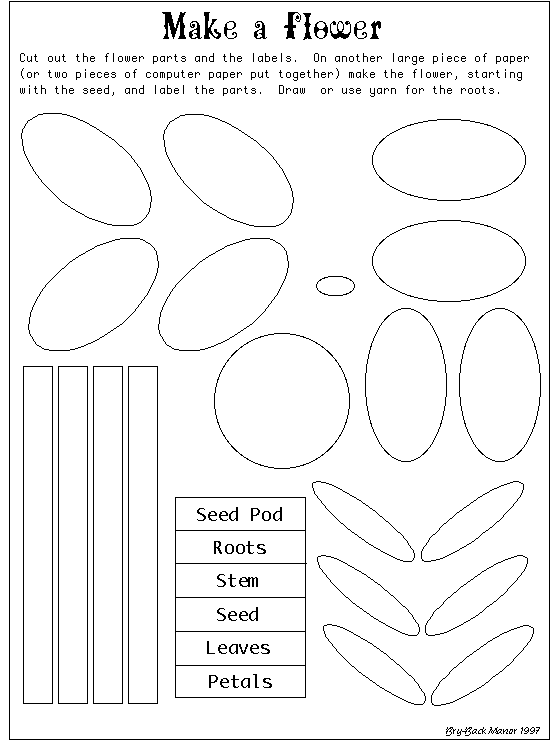 Make a Flower
Cut out the flower parts and the labels.  On another large piece of paper
(or two pieces of computer paper put together) make the flower, starting
with the seed, and label the parts.  Draw  or use yarn for the roots.
Seed Pod
Roots
Stem
Seed
Leaves
Petals
Bry-Back Manor 1997